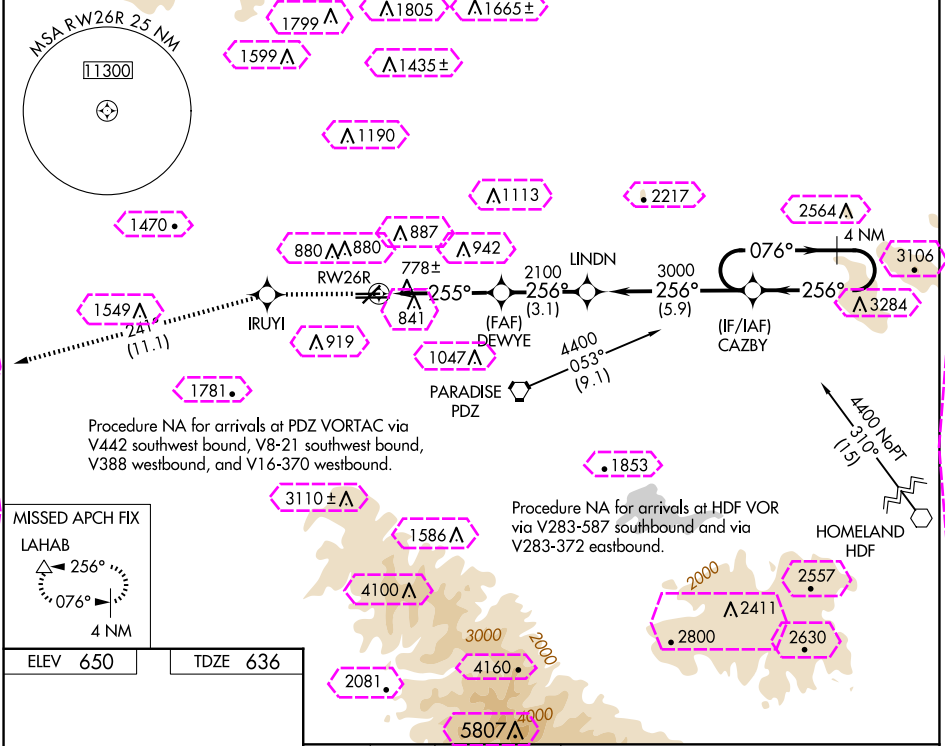 1799
1805
1665±
MSA RW26R 25 NM
11300
1599
1435±
1190
1113
2217
2564
1470
880
880
887
942
4 NM
3106
076°
RW26R
778±
841
255°
2100
256°
(3.1)
LINDN
3000
256°
(5.9)
256°
3284
1549
241°
(11.1)
IRUYI
(FAF)
DEWYE
(IF/IAF)
CAZBY
919
1047
4400
053°
(9.1)
PARADISE
PDZ
1781
4400 NoPT
310°
(15)
Procedure NA for arrivals at PDZ VORTAC via
V442 southwest bound, V8-21 southwest bound,
V388 westbound, and V16-370 westbound.
1853
3110±
Procedure NA for arrivals at HDF VOR
via V283-587 southbound and via
V283-372 eastbound.
HOMELAND
HDF
MISSED APCH FIX
LAHAB
256°
076°
4 NM
1586
4100
2000
2557
2411
2800
2630
3000
2000
4160
2081
4000
5807
ELEV 650
TDZE 636